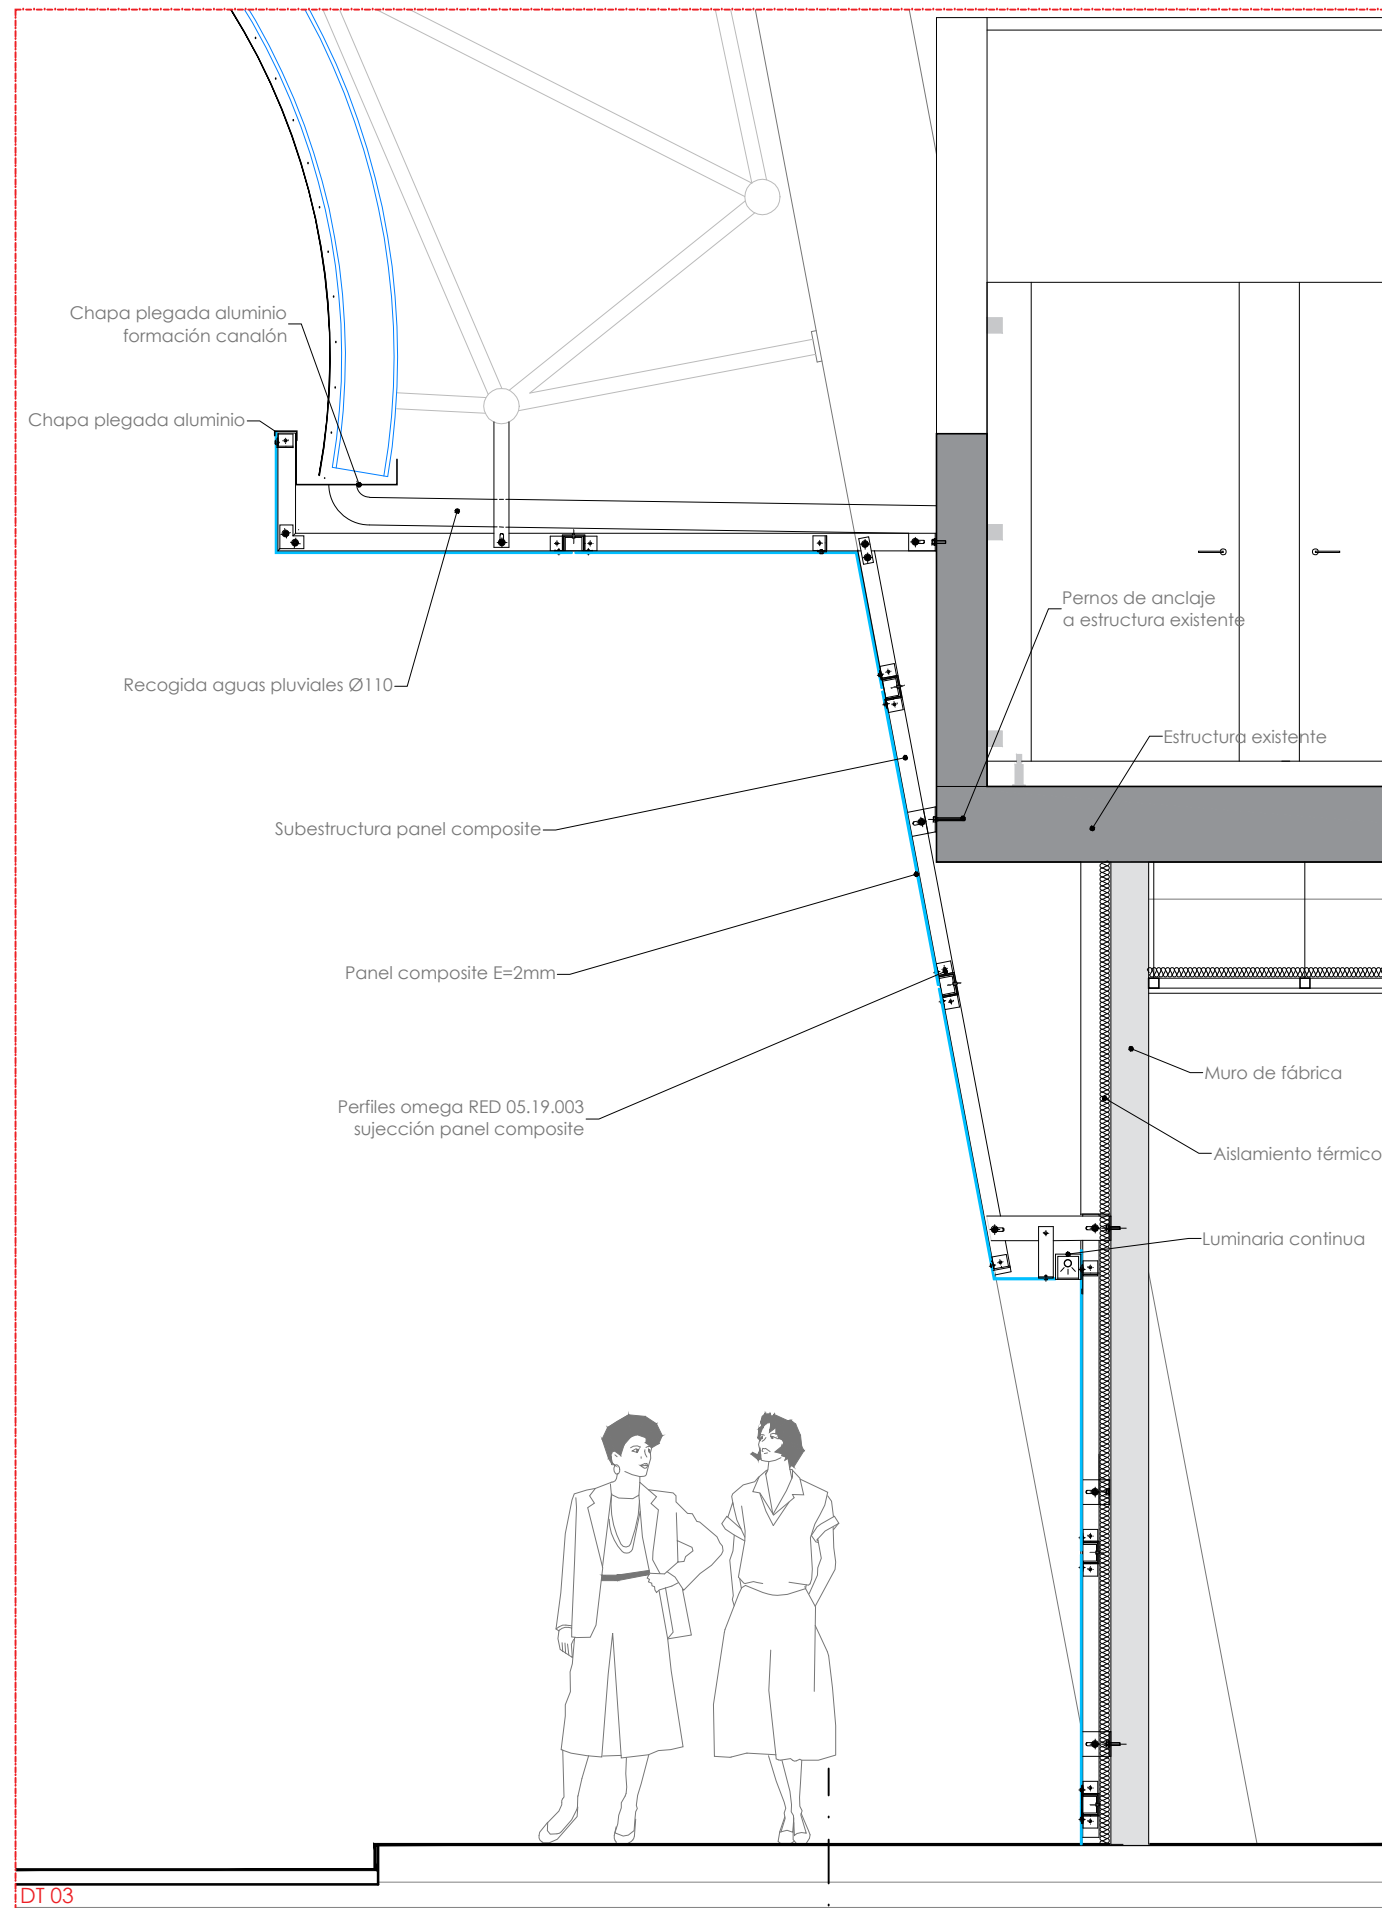 Chapa plegada aluminio
formación canalón
Chapa plegada aluminio
Pernos de anclaje
a estructura existente
Recogida aguas pluviales Ø110
Estructura existente
Subestructura panel composite
Panel composite E=2mm
Muro de fábrica
Perfiles omega RED 05.19.003
sujección panel composite
Aislamiento térmico
Luminaria continua
DT 03